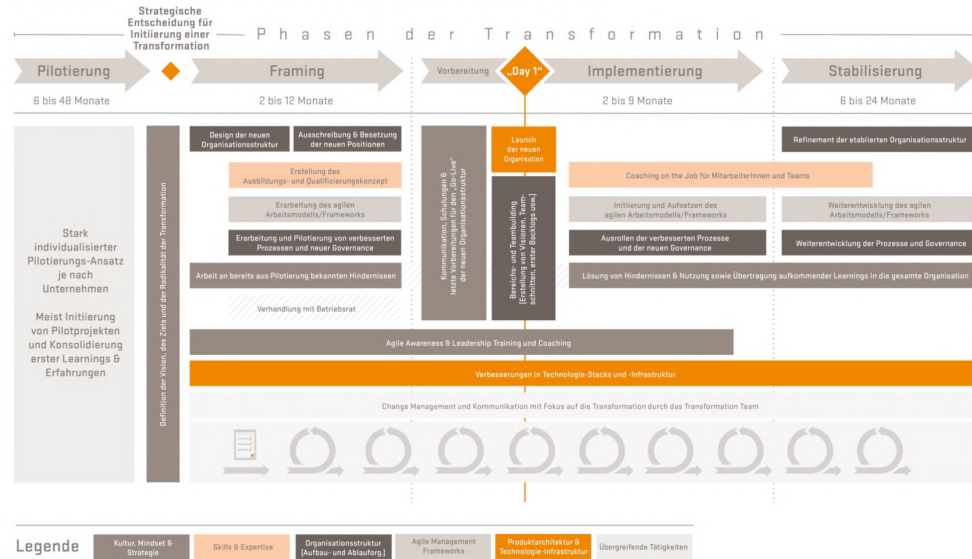 Strategische
Entscheidung für
Initiierung einer
Transformation
Phasen der Transformation
Pilotierung
Framing
Vorbereitung
„Day 1“
Implementierung
Stabilisierung
6 bis 48 Monate
2 bis 12 Monate
2 bis 9 Monate
6 bis 24 Monate
Stark
individualisierter
Pilotierungs-Ansatz
je nach
Unternehmen
Meist Initiierung
von Pilotprojekten
und Konsolidierung
erster Learnings &
Erfahrungen
Definition der Vision, des Ziels und der Radikalität der Transformation
Design der neuen
Organisationsstruktur
Ausschreibung & Besetzung
der neuen Positionen
Erstellung des
Ausbildungs- und Qualifizierungskonzept
Erarbeitung des agilen
Arbeitsmodells/Frameworks
Erarbeitung und Pilotierung von verbesserten
Prozessen und neuer Governance
Arbeit an bereits aus Pilotierung bekannten Hindernissen
Verhandlung mit Betriebsrat
Kommunikation, Schulungen &
letzte Vorbereitungen für den „Go-Live“
der neuen Organisationsstruktur
Launch
der neuen
Organisation
Bereichs- und Teambuilding
(Erstellung von Visionen, Team-
schnitten, erster Backlogs usw.)
Refinement der etablierten Organisationsstruktur
Coaching on the Job für MitarbeiterInnen und Teams
Initiierung und Aufsetzen des
agilen Arbeitsmodells/Frameworks
Weiterentwicklung des agilen
Arbeitsmodells/Frameworks
Ausrollen der verbesserten Prozesse
und der neuen Governance
Weiterentwicklung der Prozesse und Governance
Lösung von Hindernissen & Nutzung sowie Übertragung aufkommender Learnings in die gesamte Organisation
Agile Awareness & Leadership Training und Coaching
Verbesserungen in Technologie-Stacks und -Infrastruktur
Change Management und Kommunikation mit Fokus auf die Transformation durch das Transformation Team
Legende
Kultur, Mindset &
Strategie
Skills & Expertise
Organisationsstruktur
(Aufbau- und Ablauforg.)
Agile Management
Frameworks
Produktarchitektur &
Technologie-Infrastruktur
Übergreifende Tätigkeiten